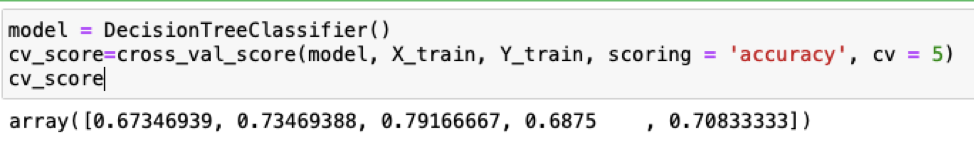 model = DecisionTreeClassifier()
cv_score=cross_val_score(model, X_train, Y_train, scoring = 'accuracy', cv = 5)
cv_score
array([0.67346939, 0.73469388, 0.79166667, 0.6875    , 0.70833333])